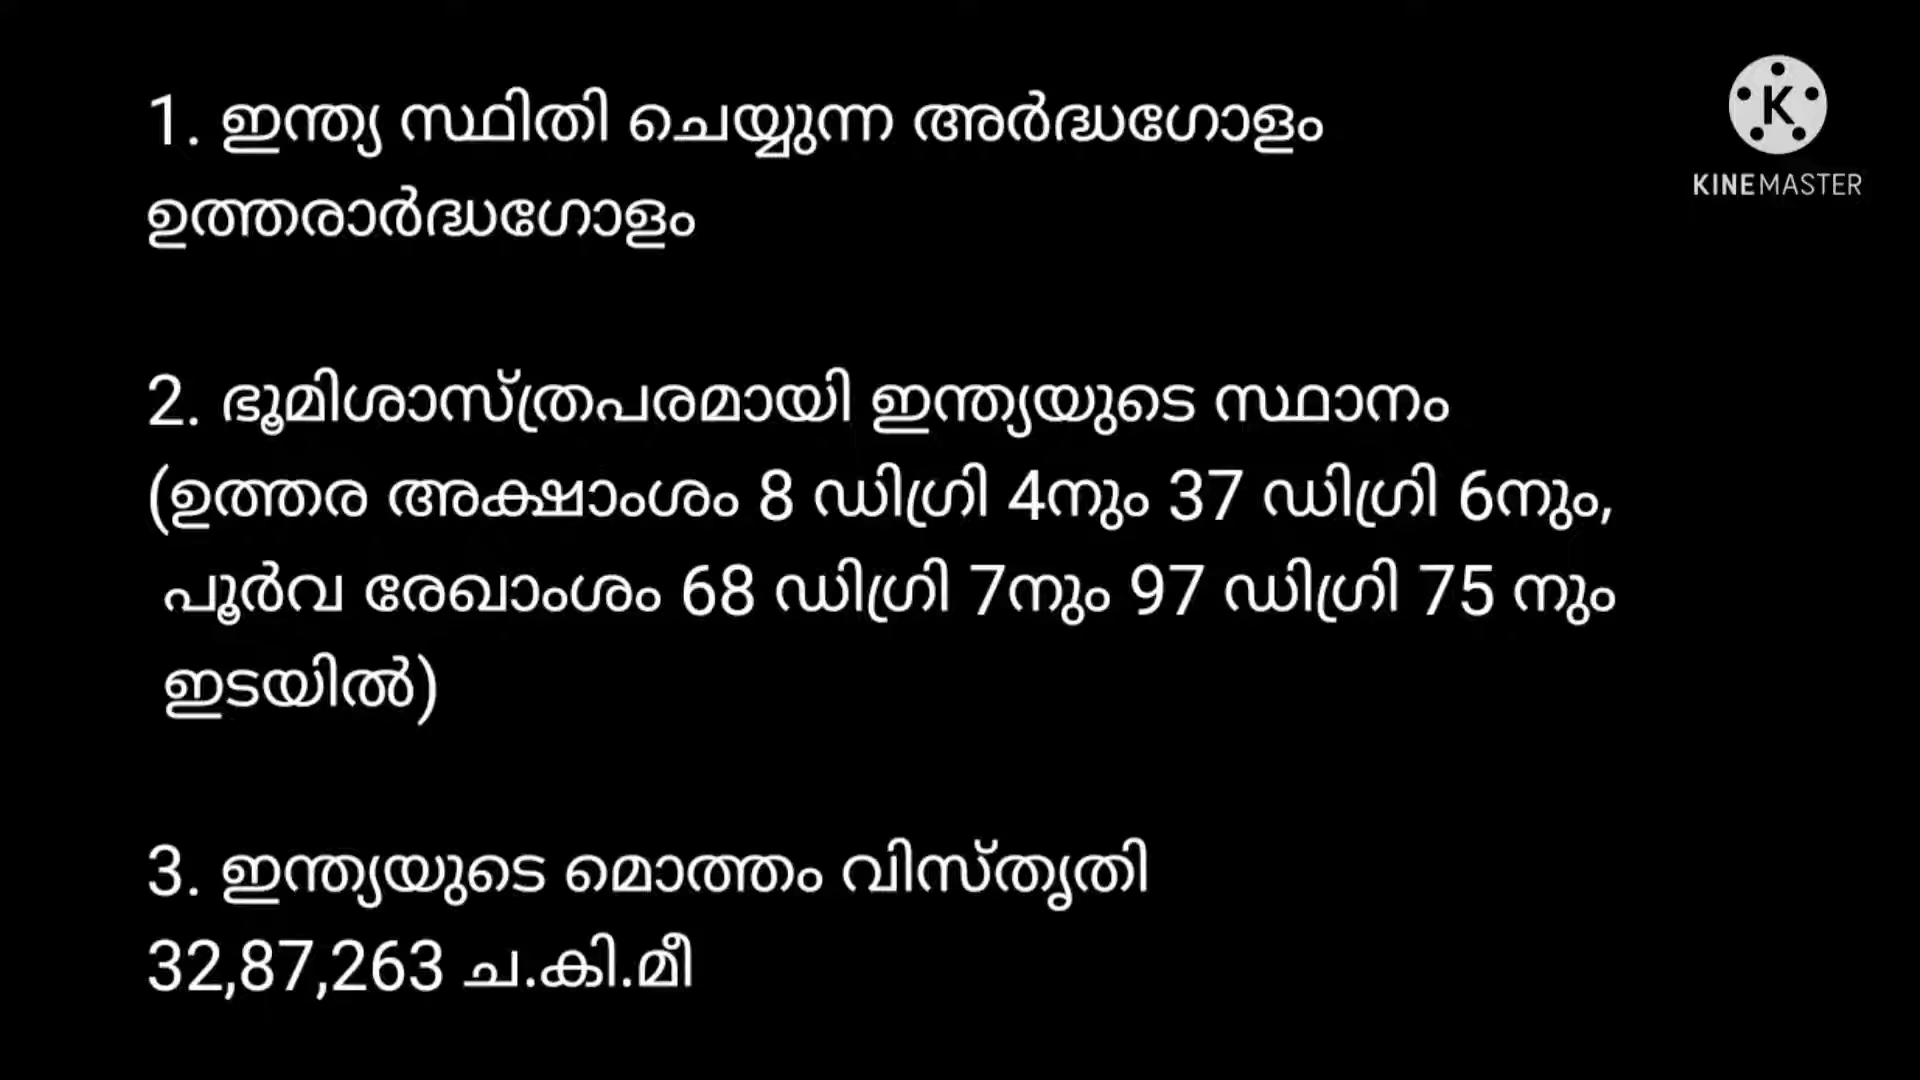 1. ഇന്ത്യ സ്ഥിതി ചെയ്യുന്ന അർദ്ധഗോളം
ഉത്തരാർദ്ധഗോളം
2. ഭൂമിശാസ്ത്രപരമായി ഇന്ത്യയുടെ സ്ഥാനം
(ഉത്തര അക്ഷാംശം 8 ഡിഗ്രി 4നും 37 ഡിഗ്രി 6നും,
പൂർവ രേഖാംശം 68 ഡിഗ്രി 7നും 97 ഡിഗ്രി 75 നും
ഇടയിൽ)
3. ഇന്ത്യയുടെ മൊത്തം വിസ്തൃതി
32,87,263 ച.കി.മീ
K
KINEMASTER